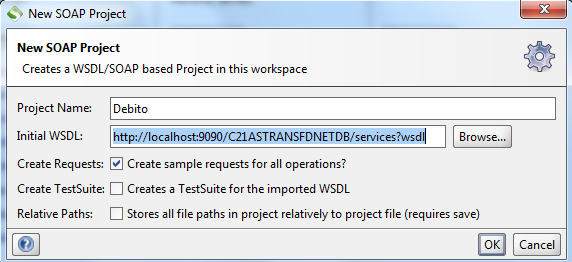 New SOAP Project
New SOAP Project
Creates a WSDL/SOAP based Project in this workspace
Project Name: Debito
Initial WSDL: http://localhost:9090/C21ASTRANSFDNETDB/services?wsdl Browse...
Create Requests: Create sample requests for all operations?
Create TestSuite: Creates a TestSuite for the imported WSDL
Relative Paths: Stores all file paths in project relatively to project file (requires save)
? OK Cancel